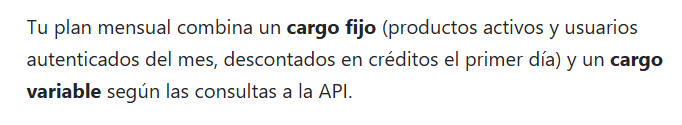 Tu plan mensual combina un cargo fijo (productos activos y usuarios
autenticados del mes, descontados en créditos el primer día) y un cargo
variable según las consultas a la API.